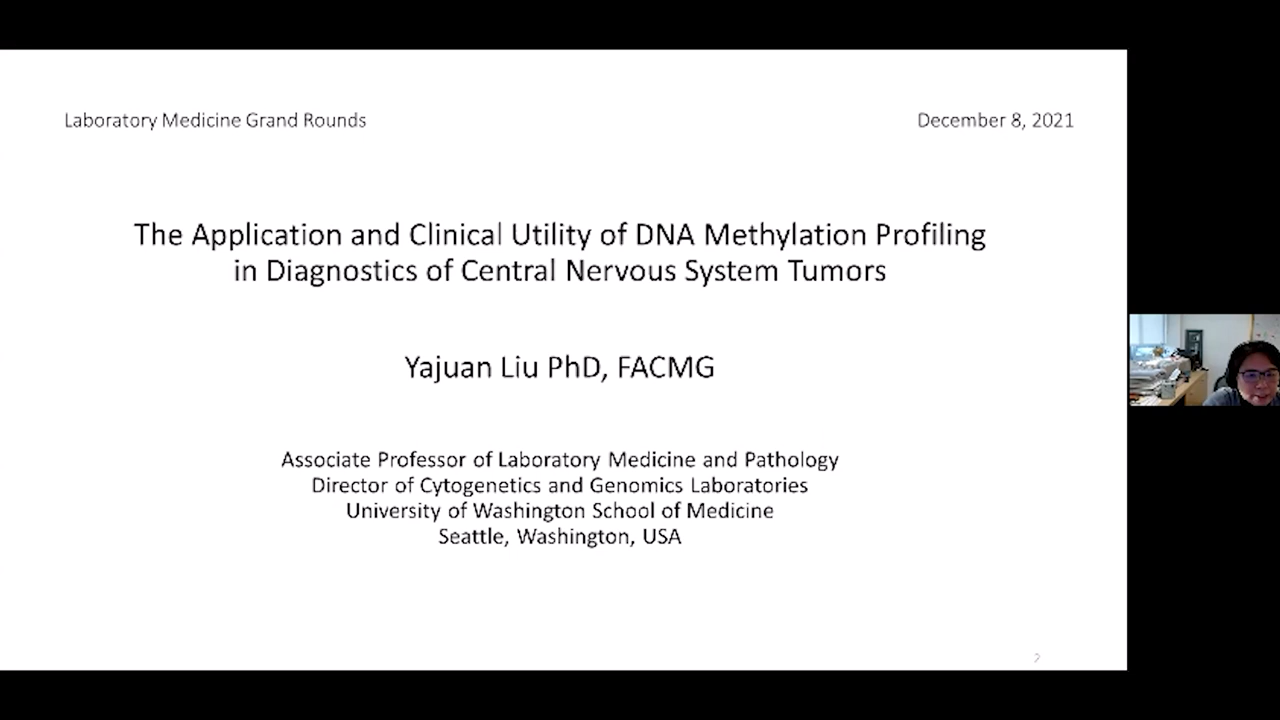 Laboratory Medicine Grand Rounds
December 8, 2021
The Application and Clinical Utility of DNA Methylation Profiling
in Diagnostics of Central Nervous System Tumors
Yajuan Liu PhD, FACMG
Associate Professor of Laboratory Medicine and Pathology
Director of Cytogenetics and Genomics Laboratories
University of Washington School of Medicine
Seattle, Washington, USA
2